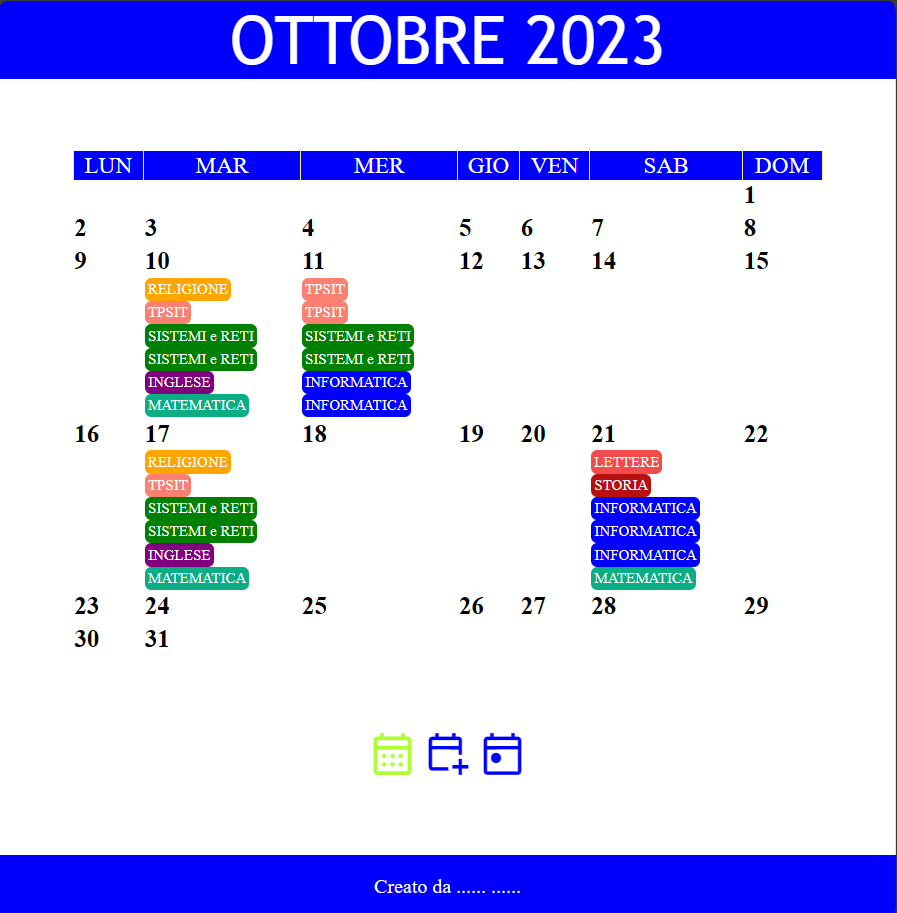 OTTOBRE 2023
LUN MAR MER GIO VEN SAB DOM
1
2 3 4 5 6 7 8
9 10 11 12 13 14 15
RELIGIONE TPSIT
TPSIT TPSIT
SISTEMI e RETI SISTEMI e RETI
SISTEMI e RETI SISTEMI e RETI
INGLESE INFORMATICA
MATEMATICA INFORMATICA
16 17 18 19 20 21 22
RELIGIONE LETTERE
TPSIT STORIA
SISTEMI e RETI INFORMATICA
SISTEMI e RETI INFORMATICA
INGLESE INFORMATICA
MATEMATICA MATEMATICA
23 24 25 26 27 28 29
30 31
Creato da ...... ......